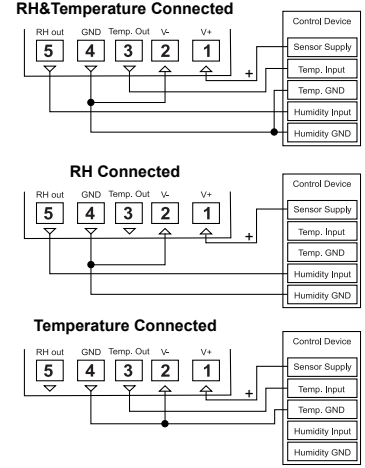 RH&Temperature Connected
Control Device
RH out GND Temp. Out V- V+
5 4 3 2 1
Sensor Supply
+
Temp. Input
Temp. GND
Humidity Input
Humidity GND
RH Connected
Control Device
RH out GND Temp. Out V- V+
5 4 3 2 1
Sensor Supply
+
Temp. Input
Temp. GND
Humidity Input
Humidity GND
Temperature Connected
Control Device
RH out GND Temp. Out V- V+
5 4 3 2 1
Sensor Supply
+
Temp. Input
Temp. GND
Humidity Input
Humidity GND